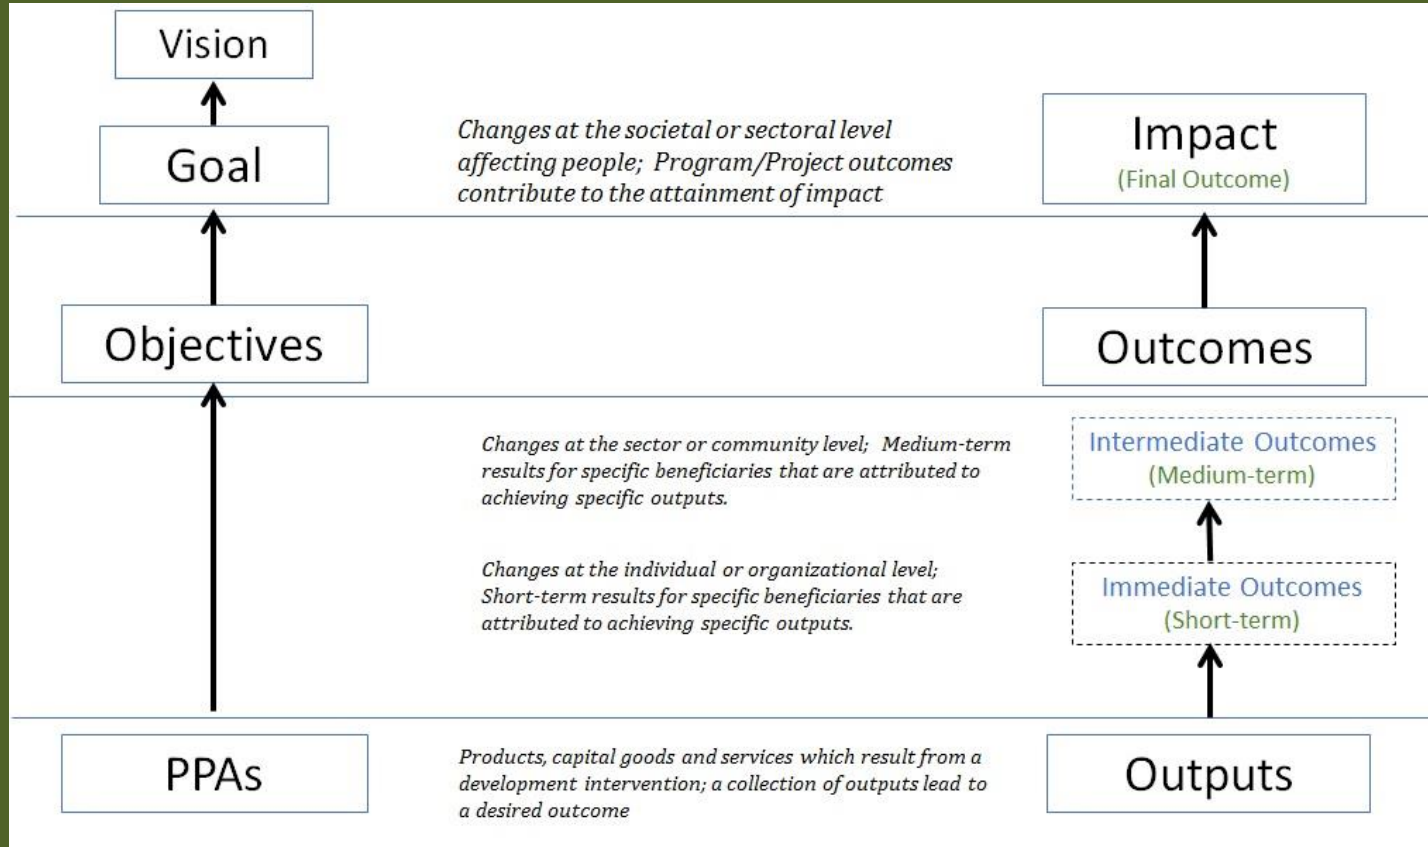 Vision
Goal
Changes at the societal or sectoral level
affecting people; Program/Project outcomes
contribute to the attainment of impact
Impact
(Final Outcome)
Objectives
Outcomes
Changes at the sector or community level; Medium-term
results for specific beneficiaries that are attributed to
achieving specific outputs.
Intermediate Outcomes
(Medium-term)
Changes at the individual or organizational level;
Short-term results for specific beneficiaries that are
attributed to achieving specific outputs.
Immediate Outcomes
(Short-term)
PPAs
Products, capital goods and services which result from a
development intervention; a collection of outputs lead to
a desired outcome
Outputs